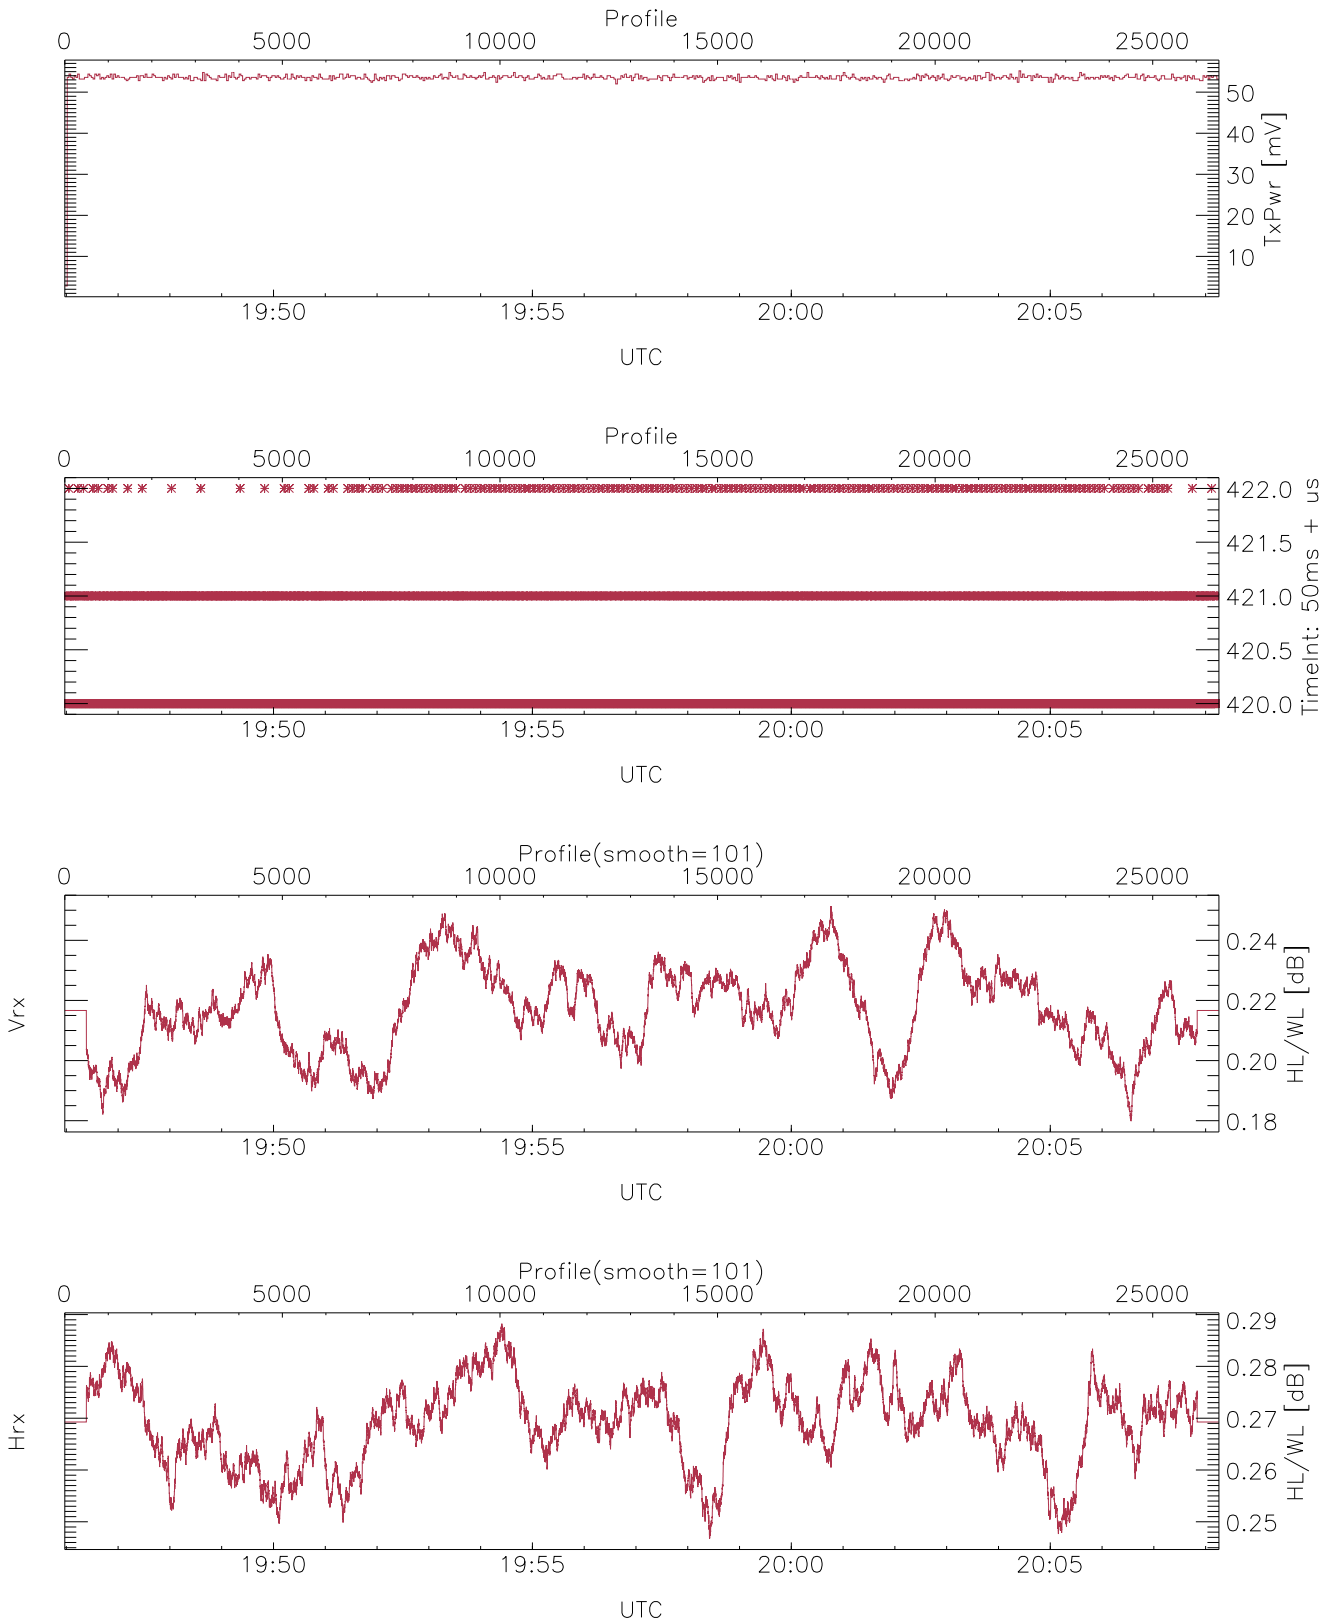 Profile
0 5000 10000 15000 20000 25000
50
40
30
20
10
TxPwr [mV]
19:50 19:55 20:00 20:05
UTC
Profile
0 5000 10000 15000 20000 25000
422.0
421.5
421.0
420.5
420.0
TimeInt: 50ms + us
19:50 19:55 20:00 20:05
UTC
Profile(smooth=101)
0 5000 10000 15000 20000 25000
Vrx
0.24
0.22
0.20
0.18
HL/WL [dB]
19:50 19:55 20:00 20:05
UTC
Profile(smooth=101)
0 5000 10000 15000 20000 25000
Hrx
0.29
0.28
0.27
0.26
0.25
HL/WL [dB]
19:50 19:55 20:00 20:05
UTC